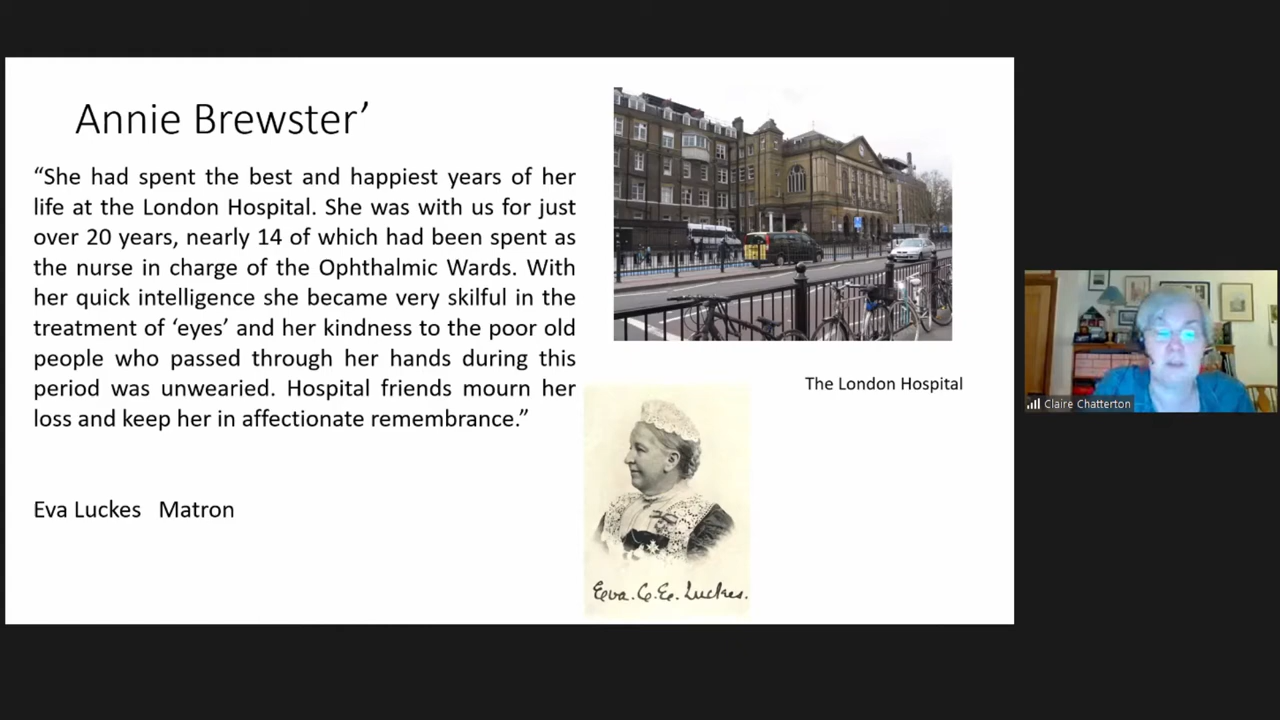 Annie Brewster’
“She had spent the best and happiest years of her
life at the London Hospital. She was with us for just
over 20 years, nearly 14 of which had been spent as
the nurse in charge of the Ophthalmic Wards. With
her quick intelligence she became very skilful in the
treatment of ‘eyes’ and her kindness to the poor old
people who passed through her hands during this
period was unwearied. Hospital friends mourn her
loss and keep her in affectionate remembrance.”
Eva Luckes Matron
The London Hospital
Eva. C. E. Luckes.
Claire Chatterton